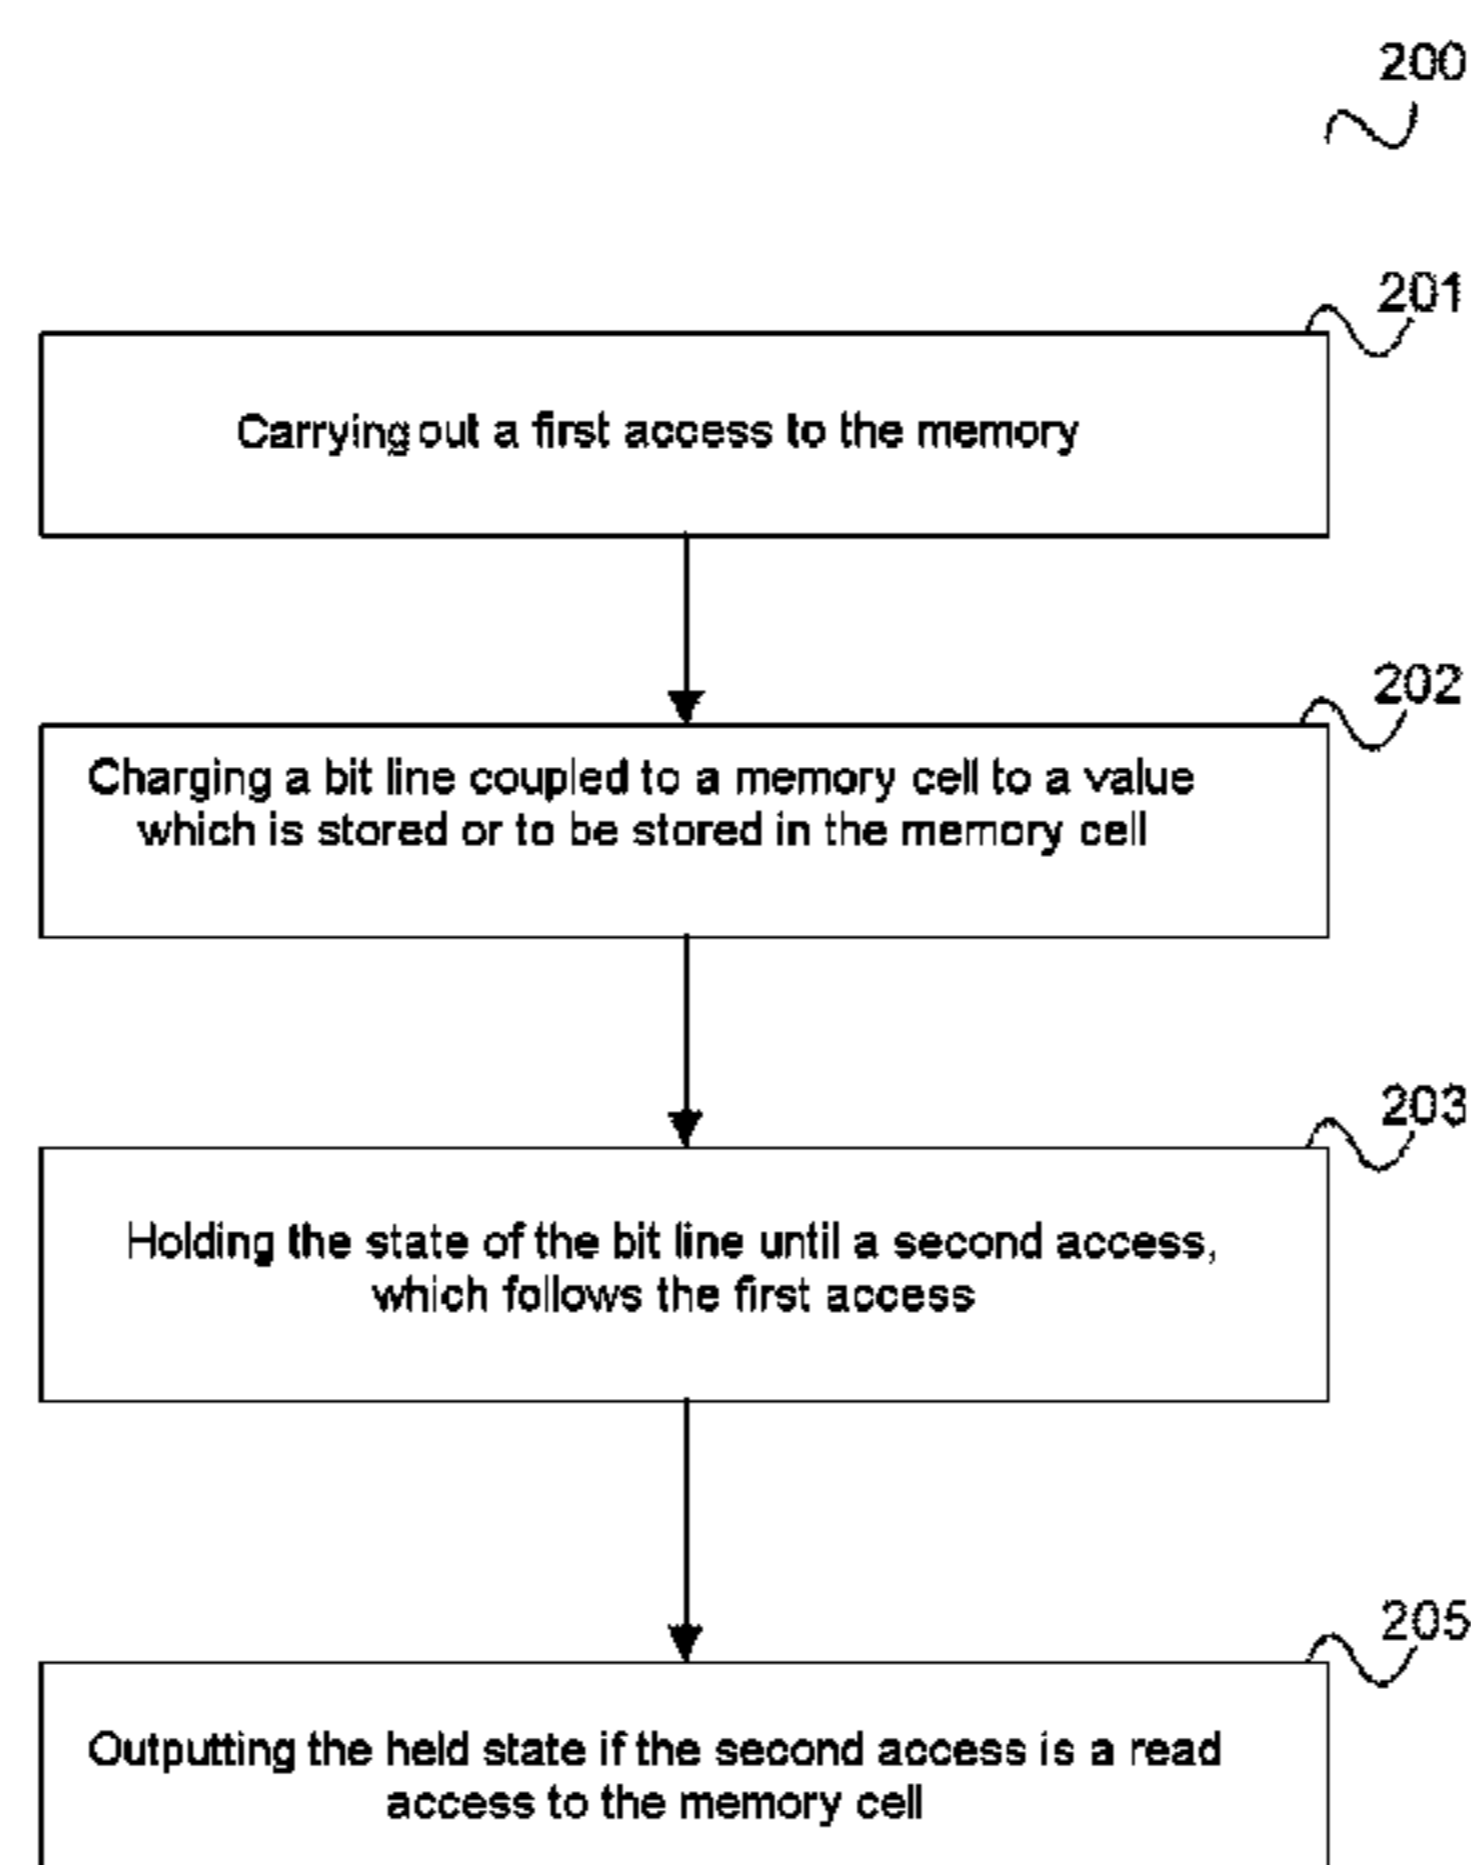 200
201
Carrying out a first access to the memory
202
Charging a bit line coupled to a memory cell to a value
which is stored or to be stored in the memory cell
203
Holding the state of the bit line until a second access,
which follows the first access
205
Outputting the held state if the second access is a read
access to the memory cell